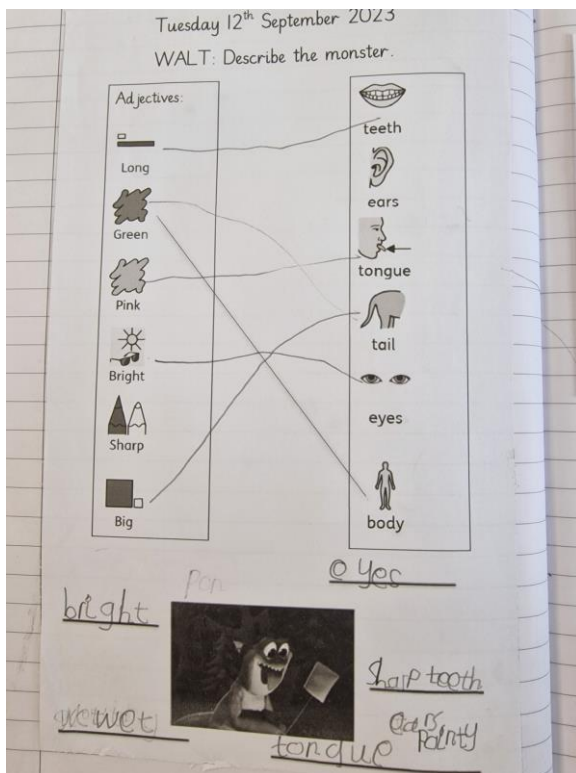 Tuesday 12th September 2023
WALT: Describe the monster.
Adjectives:
Long
Green
Pink
Bright
Sharp
Big
teeth
ears
tongue
tail
eyes
body
eyes
bright
sharp teeth
wewet
ears
pointy
tongue